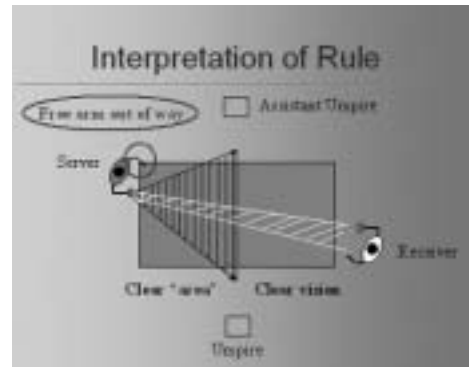 Interpretation of Rule
Free arm out of way
Assistant Umpire
Server
Receiver
Clear "area"
Clear vision
Umpire